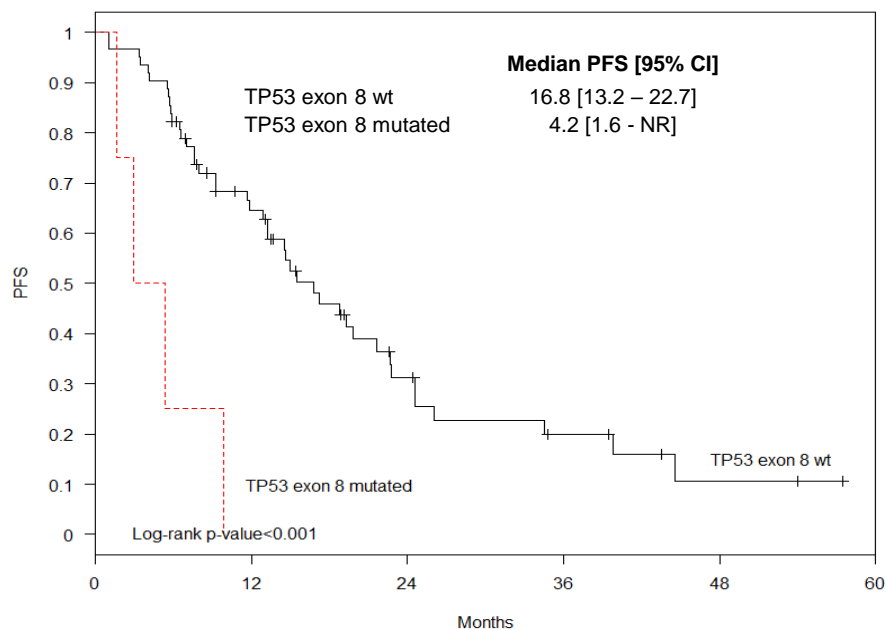 Median PFS [95% CI]
TP53 exon 8 wt 16.8 [13.2 – 22.7]
TP53 exon 8 mutated 4.2 [1.6 - NR]
1
0.9
0.8
0.7
0.6
0.5
0.4
0.3
0.2
0.1
0
PFS
TP53 exon 8 wt
TP53 exon 8 mutated
Log-rank p-value<0.001
0 12 24 36 48 60
Months